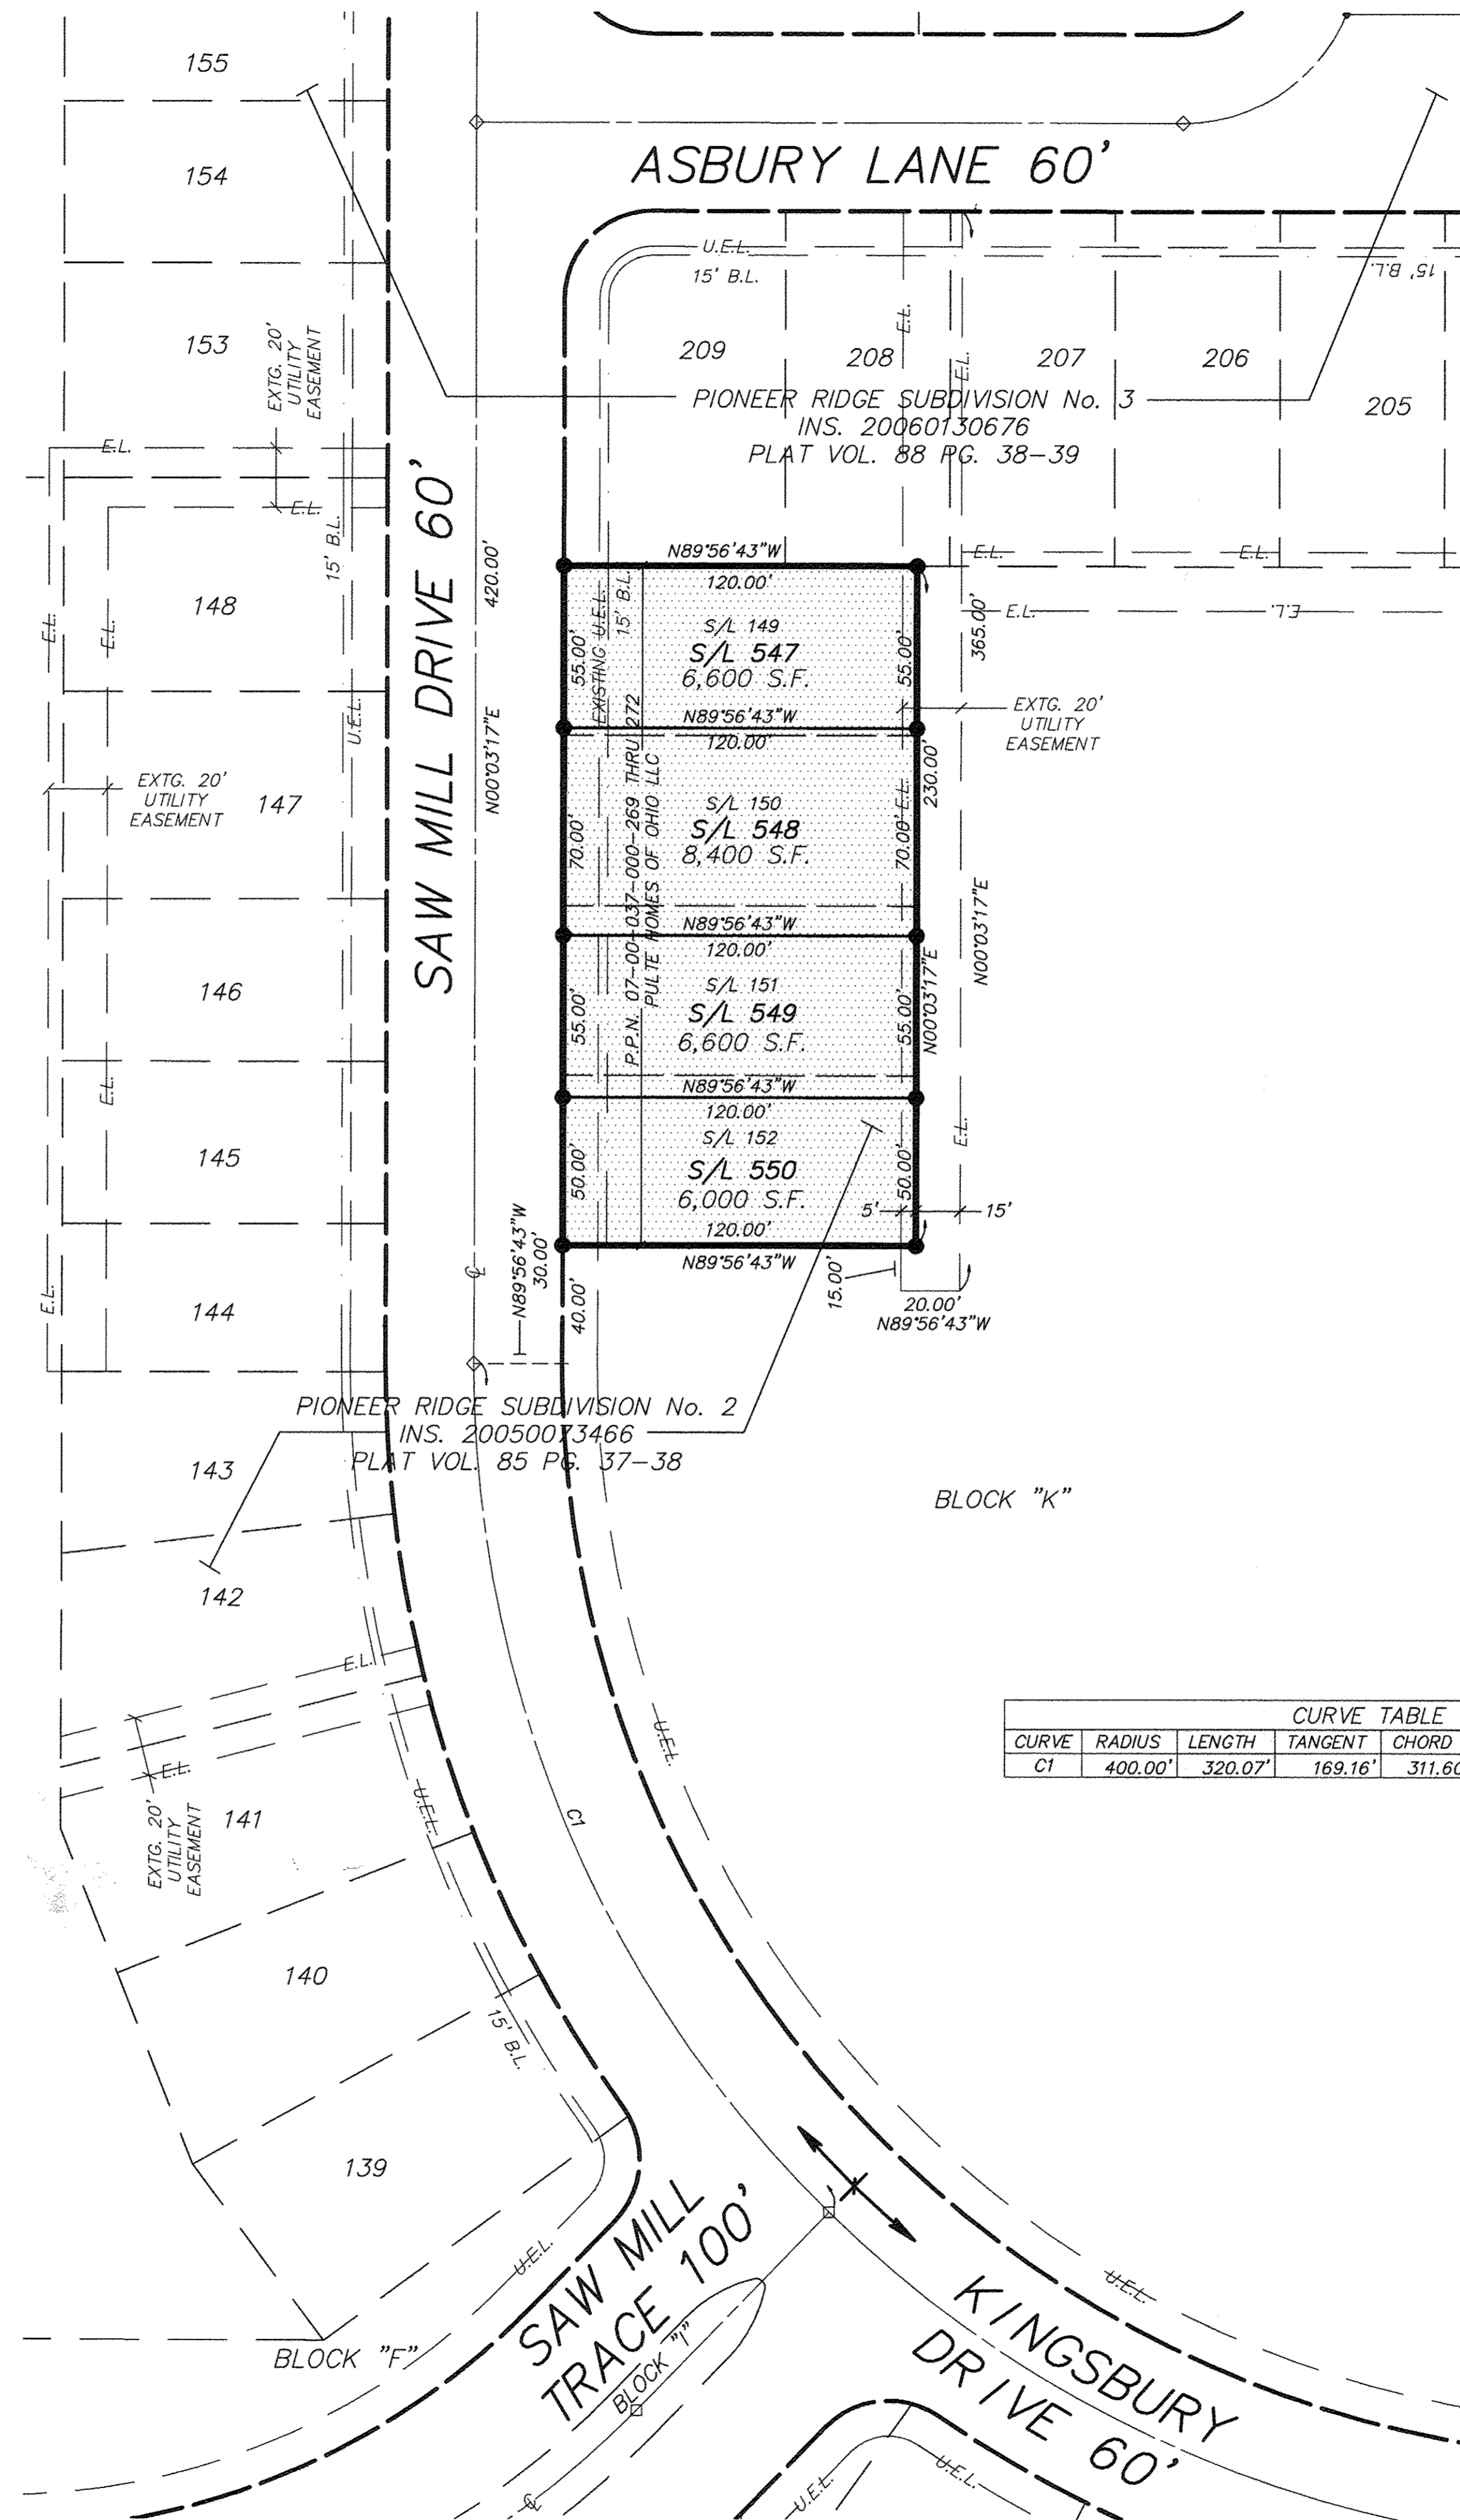 155
154
153
ASBURY LANE 60'
U.E.L.
15' B.L.
15' B.L.
E.L.
E.L.
209
208
207
206
205
PIONEER RIDGE SUBDIVISION No. 3
INS. 20060130676
PLAT VOL. 88 PG. 38-39
EXTG. 20'
UTILITY
EASEMENT
E.L.
E.L.
15' B.L.
SAW MILL DRIVE 60'
420.00'
N00°03'17"E
148
E.L.
E.L.
U.E.L.
EXTG. 20'
UTILITY
EASEMENT
147
146
E.L.
145
E.L.
144
N89°56'43"W
120.00'
E.L.
E.L.
E.L.
E.L.
365.00'
EXISTING U.E.L.
15' B.L.
55.00'
S/L 149
S/L 547
6,600 S.F.
55.00'
N89°56'43"W
120.00'
EXTG. 20'
UTILITY
EASEMENT
230.00'
N00°03'17"E
N00°03'17"E
P.P.N. 07-00-037-000-269 THRU 272
PULTE HOMES OF OHIO LLC
70.00'
S/L 150
S/L 548
8,400 S.F.
70.00'
E.L.
N89°56'43"W
120.00'
55.00'
S/L 151
S/L 549
6,600 S.F.
55.00'
N89°56'43"W
120.00'
E.L.
50.00'
S/L 152
S/L 550
6,000 S.F.
50.00'
5'
15'
120.00'
N89°56'43"W
N89°56'43"W
30.00'
40.00'
15.00'
20.00'
N89°56'43"W
PIONEER RIDGE SUBDIVISION No. 2
INS. 20050073466
PLAT VOL. 85 PG. 37-38
143
BLOCK "K"
142
E.L.
E.L.
EXTG. 20'
UTILITY
EASEMENT
141
U.E.L.
U.E.L.
C1
CURVE TABLE
CURVE RADIUS LENGTH TANGENT CHORD
C1 400.00' 320.07' 169.16' 311.60
140
15' B.L.
139
U.E.L.
SAW MILL
TRACE 100'
BLOCK "I"
BLOCK "F"
U.E.L.
KINGSBURY
DRIVE 60'
U.E.L.
U.E.L.